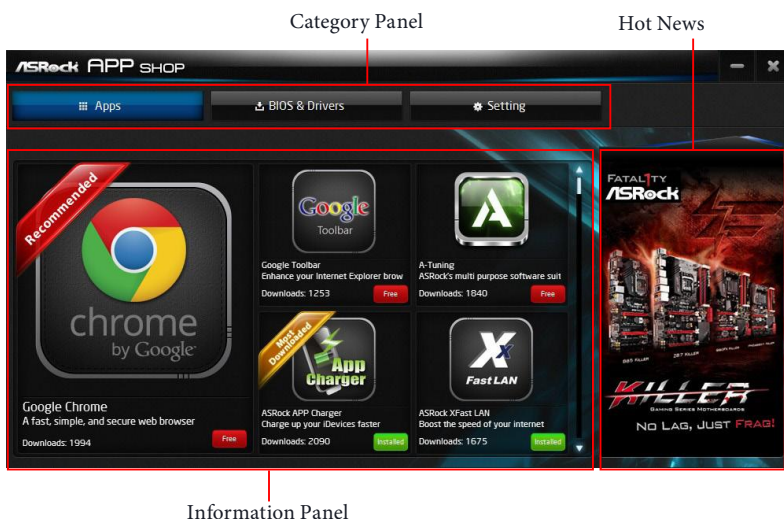 Category Panel
Hot News
ASRock APP SHOP
Apps
BIOS & Drivers
Setting
Recommended
chrome
by Google
Google Chrome
A fast, simple, and secure web browser
Downloads: 1994
Free
Google
Toolbar
Google Toolbar
Enhance your Internet Explorer brow
Downloads: 1253
Free
A-Tuning
ASRock's multi purpose software suit
Downloads: 1840
Free
Most
Downloaded
App
Charger
ASRock APP Charger
Charge up your iDevices faster
Downloads: 2090
Installed
Fast LAN
ASRock XFast LAN
Boost the speed of your internet
Downloads: 1675
Installed
FATAL1TY
ASRock
KILLER
GAMING SERIES MOTHERBOARDS
NO LAG, JUST FRAG!
Information Panel